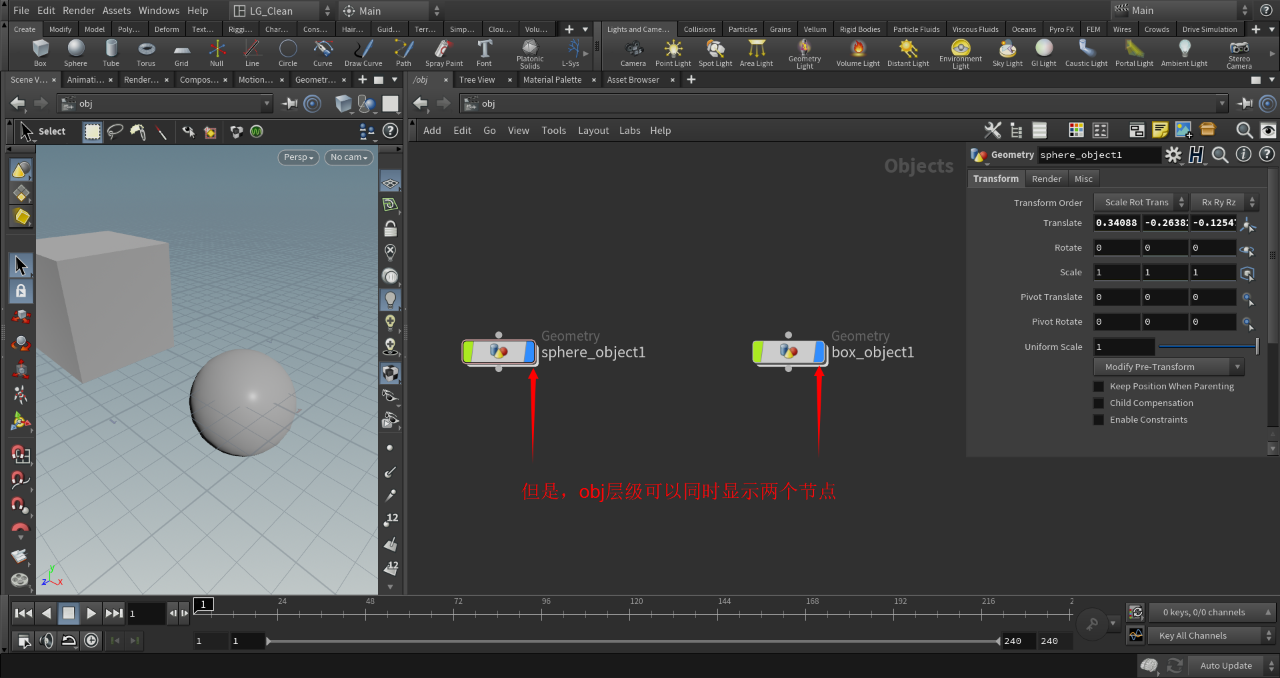 File Edit Render Assets Windows Help LG_Clean Main Main
Create Modify Model Poly... Deform Text... Riggi... Char... Cons... Hair... Guid... Terr... Simp... Clou... Volu...
Lights and Came... Collisions Particles Grains Vellum Rigid Bodies Particle Fluids Viscous Fluids Oceans Pyro FX FEM Wires Crowds Drive Simulation
Box Sphere Tube Torus Grid Null Line Circle Curve Draw Curve Path Spray Paint Font Platonic Solids L-Sys
Camera Point Light Spot Light Area Light Geometry Light Volume Light Distant Light Environment Light Sky Light GI Light Caustic Light Portal Light Ambient Light Stereo Camera
Scene V... Animati... Render... Compos... Motion... Geometr...
/obj Tree View Material Palette Asset Browser
obj
obj
Select
Add Edit Go View Tools Layout Labs Help
Persp No cam
Objects
Geometry sphere_object1
Transform Render Misc
Transform Order Scale Rot Trans Rx Ry Rz
Translate 0.34088 -0.2638 -0.1254
Rotate 0 0 0
Scale 1 1 1
Pivot Translate 0 0 0
Pivot Rotate 0 0 0
Uniform Scale 1
Modify Pre-Transform
Keep Position When Parenting
Child Compensation
Enable Constraints
Geometry
sphere_object1
Geometry
box_object1
但是，obj层级可以同时显示两个节点
12
12
y
z x
1 1 24 48 72 96 120 144 168 192 216 2
0 keys, 0/0 channels
1 1 240 240
Key All Channels
Auto Update